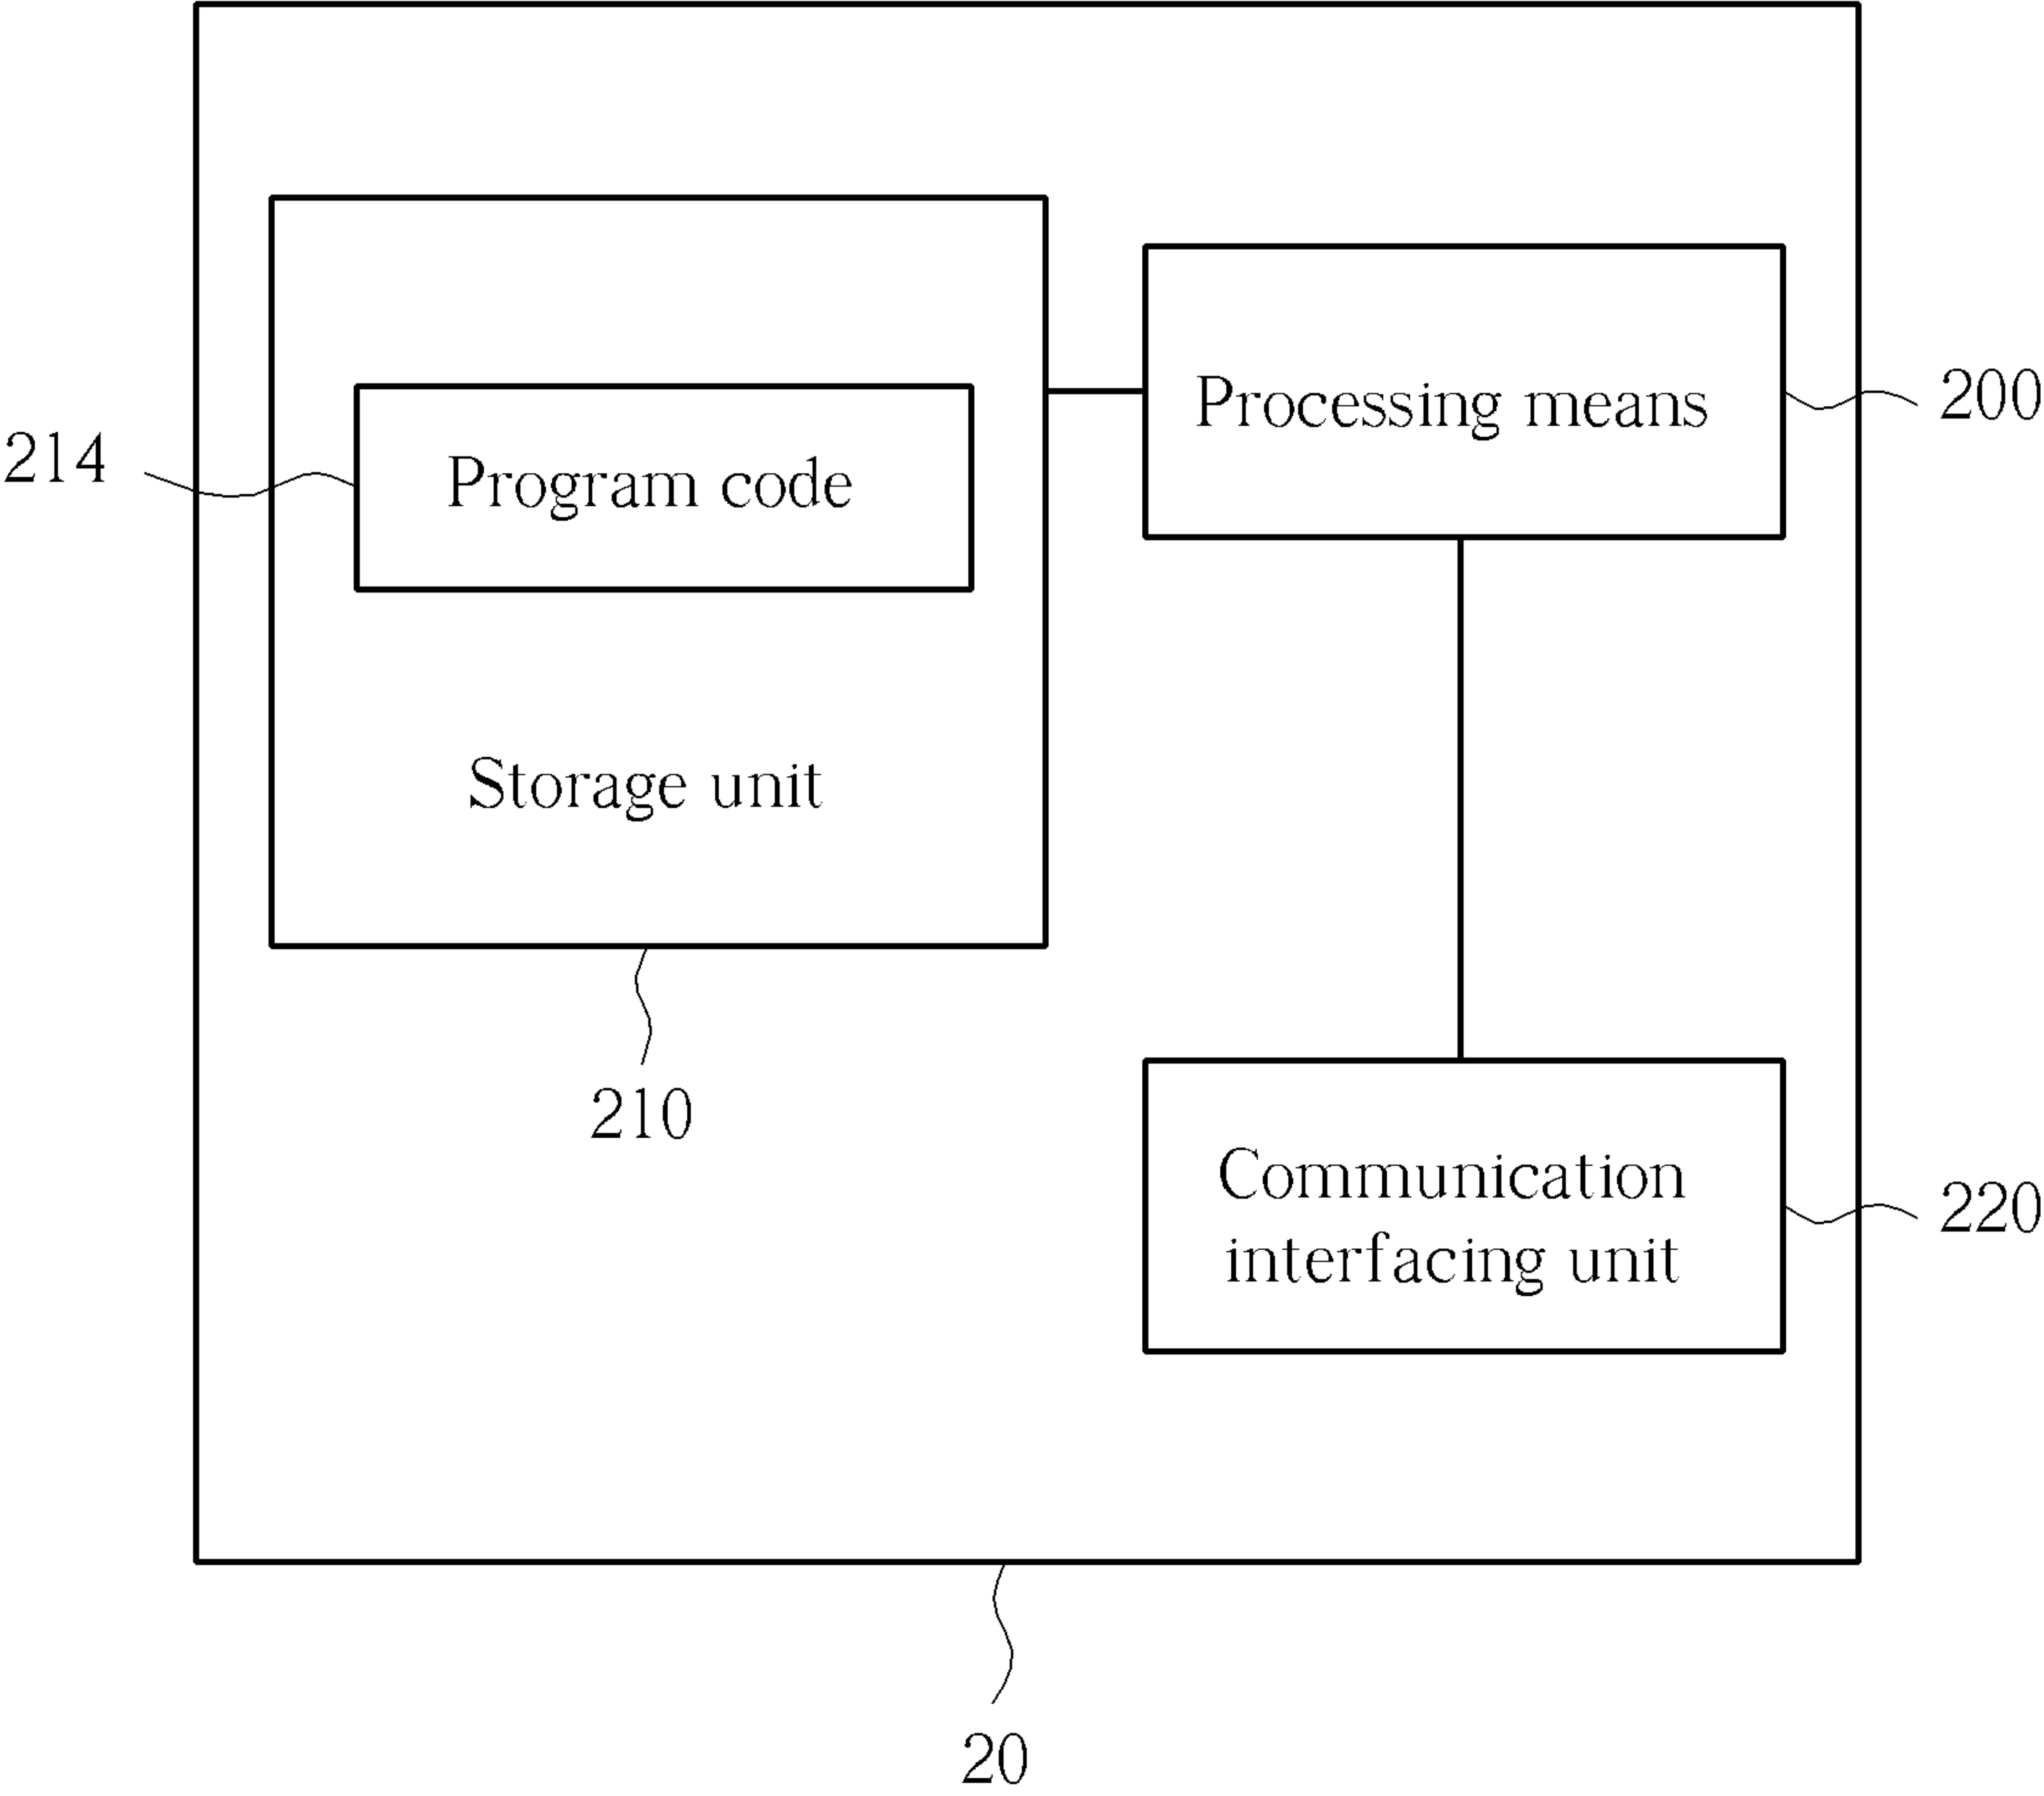 Processing means
200
214
Program code
Storage unit
210
Communication
interfacing unit
220
20